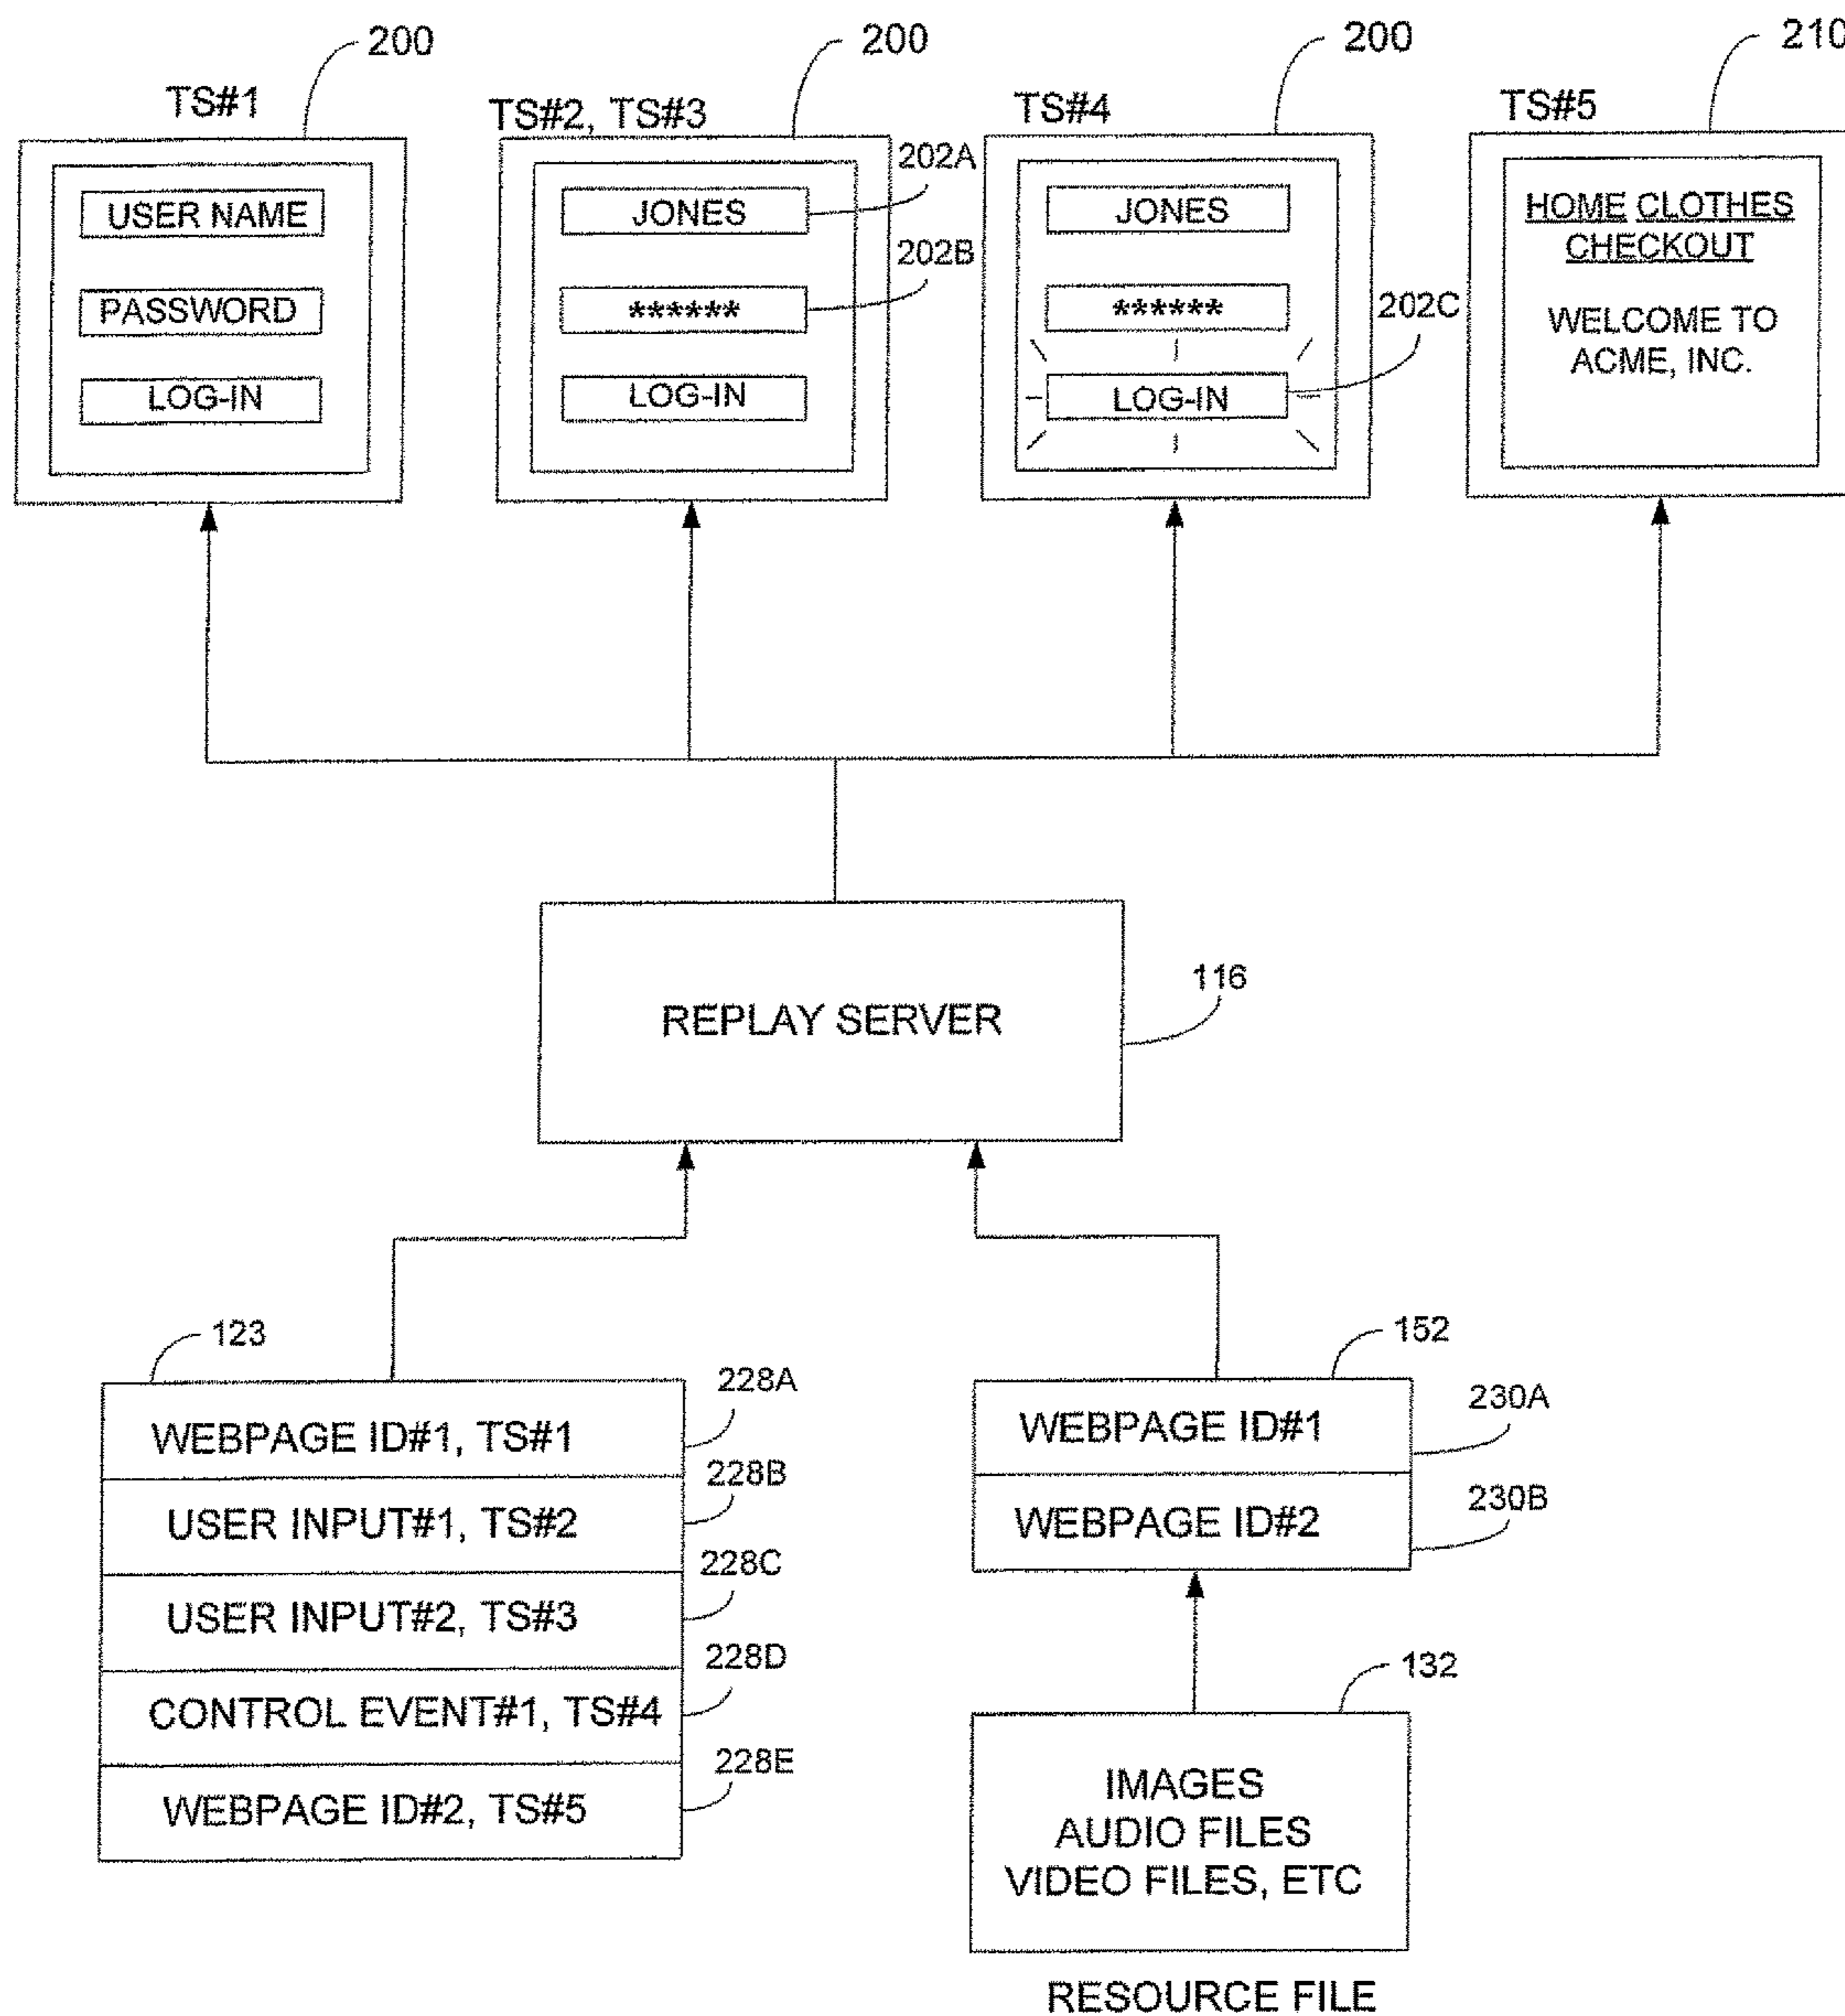 200
200
200
210
TS#1
TS#2, TS#3
TS#4
TS#5
USER NAME
PASSWORD
LOG-IN
JONES
******
LOG-IN
202A
202B
JONES
******
LOG-IN
202C
HOME CLOTHES
CHECKOUT
WELCOME TO
ACME, INC.
REPLAY SERVER
116
123
WEBPAGE ID#1, TS#1
228A
USER INPUT#1, TS#2
228B
USER INPUT#2, TS#3
228C
CONTROL EVENT#1, TS#4
228D
WEBPAGE ID#2, TS#5
228E
152
WEBPAGE ID#1
230A
WEBPAGE ID#2
230B
132
IMAGES
AUDIO FILES
VIDEO FILES, ETC
RESOURCE FILE